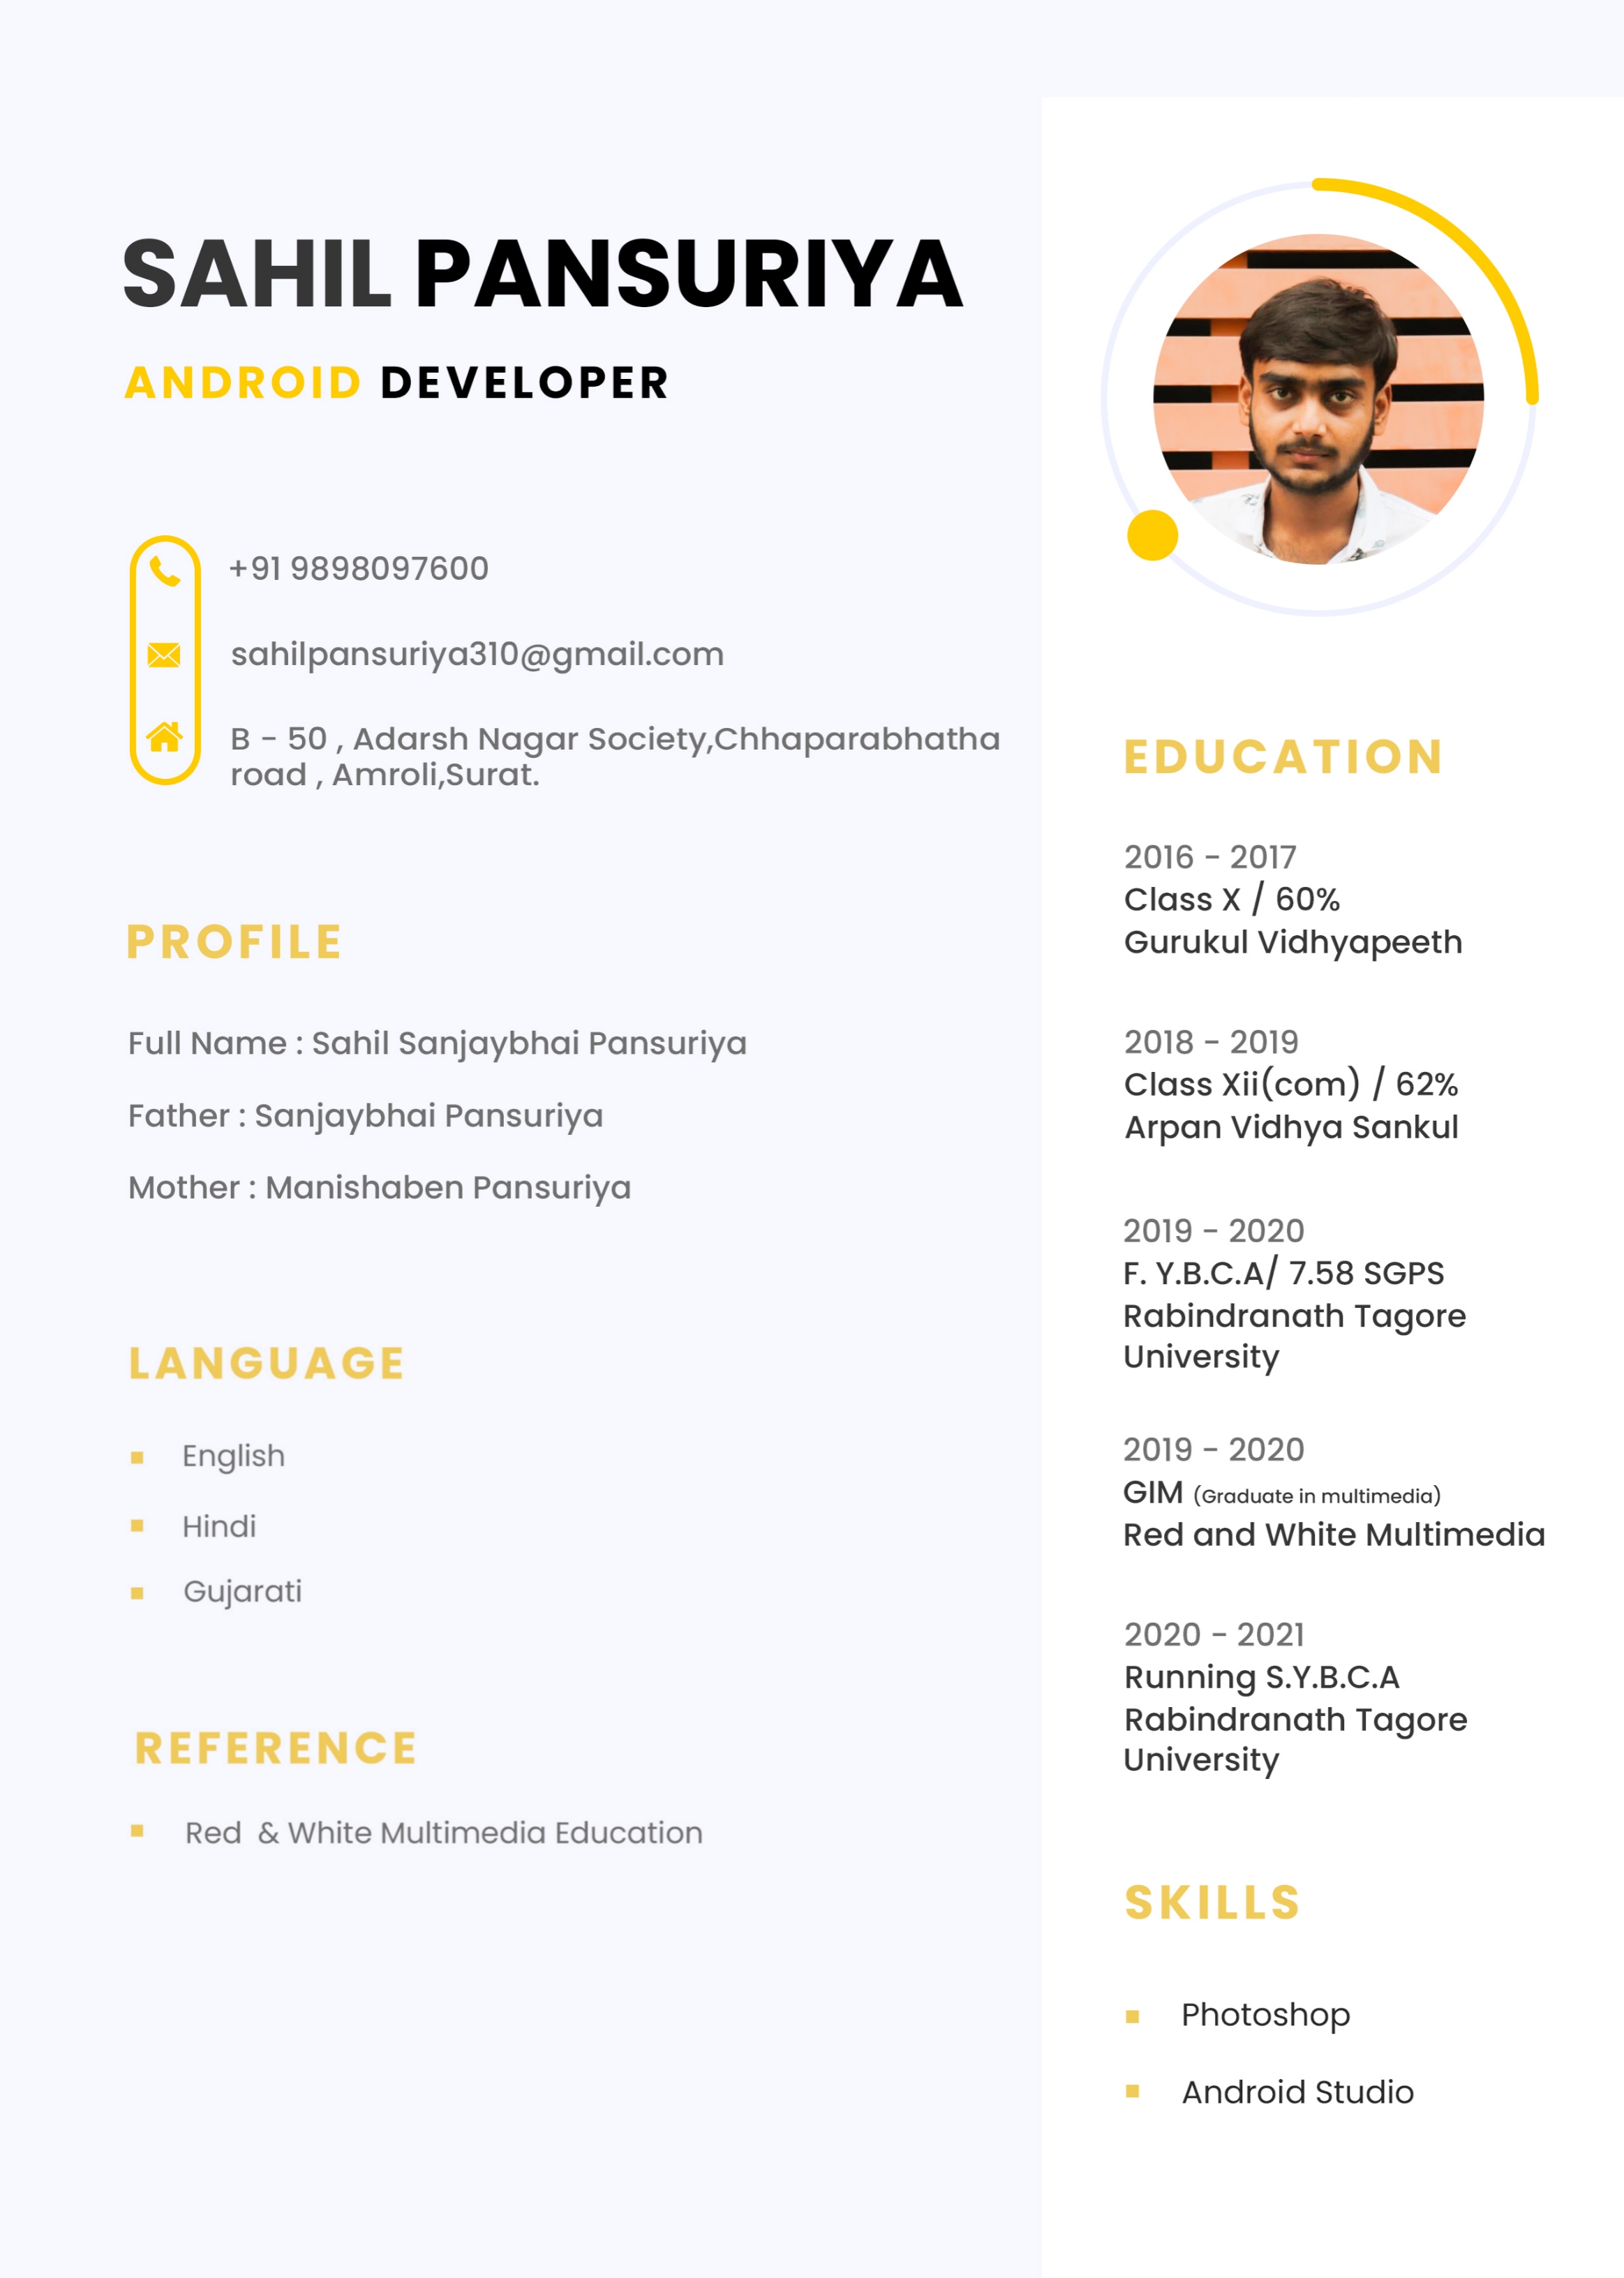 SAHIL PANSURIYA
ANDROID DEVELOPER
+91 9898097600
sahilpansuriya310@gmail.com
B - 50 , Adarsh Nagar Society,Chhaparabhatha
road , Amroli,Surat.
PROFILE
Full Name : Sahil Sanjaybhai Pansuriya
Father : Sanjaybhai Pansuriya
Mother : Manishaben Pansuriya
LANGUAGE
English
Hindi
Gujarati
REFERENCE
Red & White Multimedia Education
EDUCATION
2016 - 2017
Class X / 60%
Gurukul Vidhyapeeth
2018 - 2019
Class Xii(com) / 62%
Arpan Vidhya Sankul
2019 - 2020
F. Y.B.C.A/ 7.58 SGPS
Rabindranath Tagore
University
2019 - 2020
GIM (Graduate in multimedia)
Red and White Multimedia
2020 - 2021
Running S.Y.B.C.A
Rabindranath Tagore
University
SKILLS
Photoshop
Android Studio